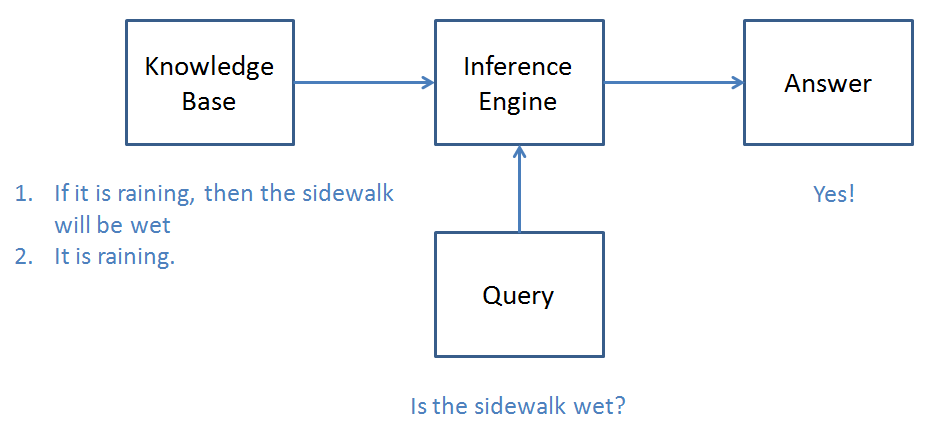 Knowledge
Base
Inference
Engine
Answer
1. If it is raining, then the sidewalk
will be wet
2. It is raining.
Yes!
Query
Is the sidewalk wet?